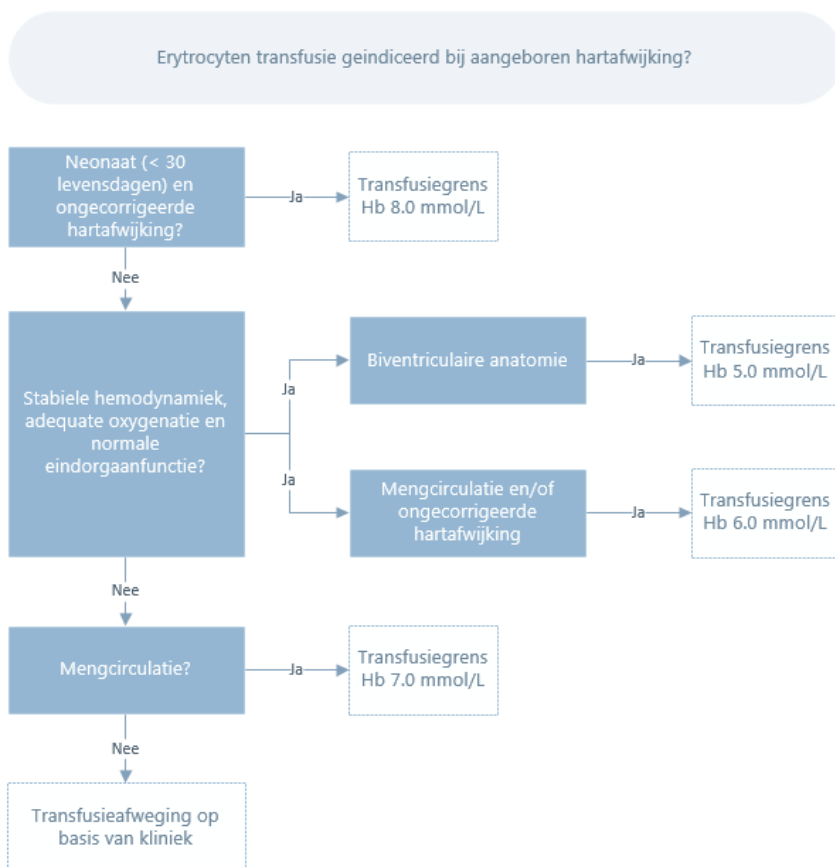 Erytrocyten transfusie geindiceerd bij aangeboren hartafwijking?
Neonaat (< 30
levensdagen) en
ongecorrigeerde
hartafwijking?
Ja
Transfusiegrens
Hb 8.0 mmol/L
Nee
Stabiele hemodynamiek,
adequate oxygenatie en
normale
eindorgaanfunctie?
Ja
Biventriculaire anatomie
Ja
Transfusiegrens
Hb 5.0 mmol/L
Ja
Mengcirculatie en/of
ongecorrigeerde
hartafwijking
Ja
Transfusiegrens
Hb 6.0 mmol/L
Nee
Mengcirculatie?
Ja
Transfusiegrens
Hb 7.0 mmol/L
Nee
Transfusieafweging op
basis van kliniek